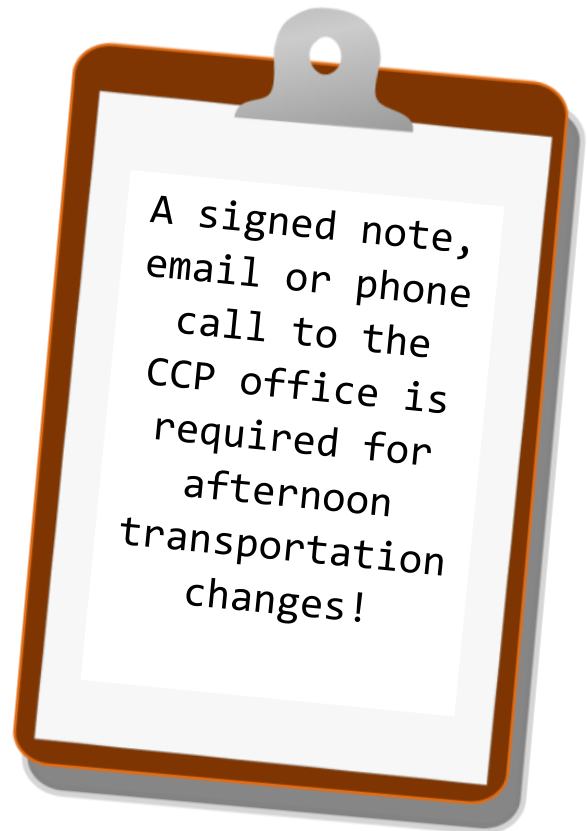 A signed note,
email or phone
call to the
CCP office is
required for
afternoon
transportation
changes!